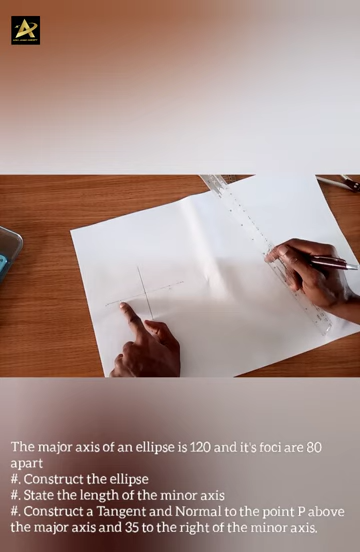 The major axis of an ellipse is 120 and it's foci are 80
apart
#. Construct the ellipse
#. State the length of the minor axis
#. Construct a Tangent and Normal to the point P above
the major axis and 35 to the right of the minor axis.